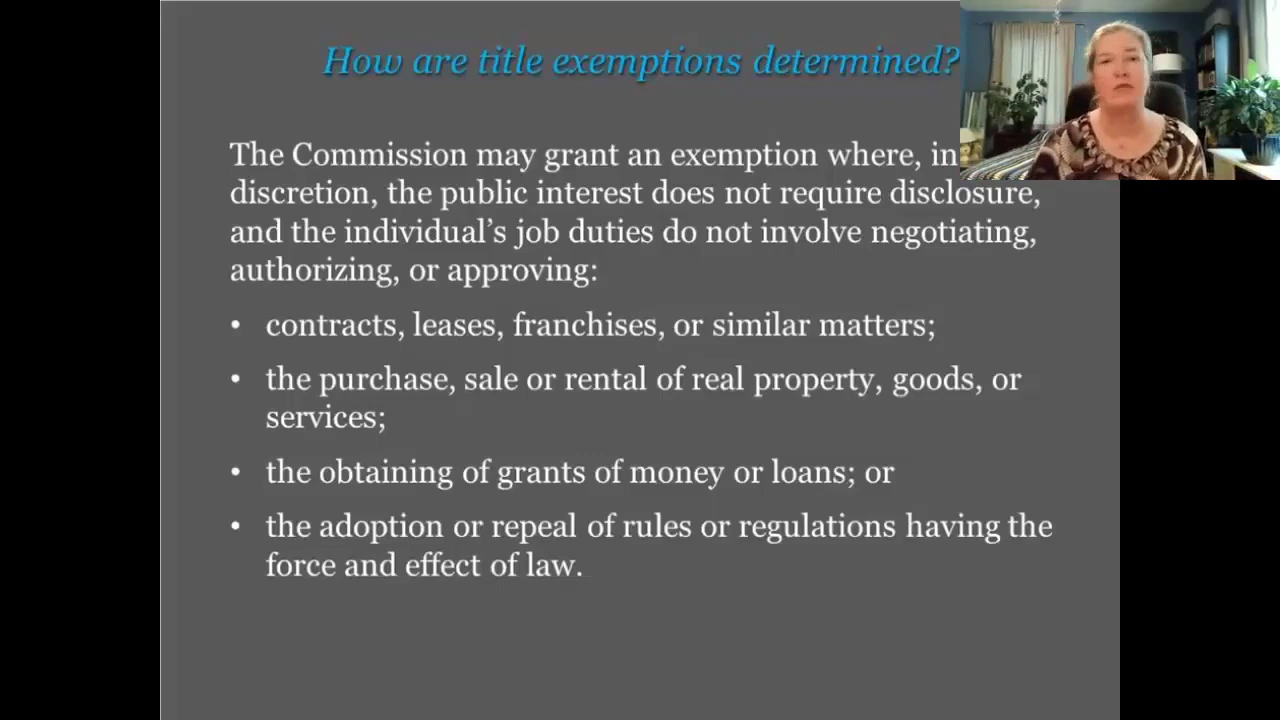 How are title exemptions determined?
The Commission may grant an exemption where, in
discretion, the public interest does not require disclosure,
and the individual’s job duties do not involve negotiating,
authorizing, or approving:
• contracts, leases, franchises, or similar matters;
• the purchase, sale or rental of real property, goods, or
services;
• the obtaining of grants of money or loans; or
• the adoption or repeal of rules or regulations having the
force and effect of law.